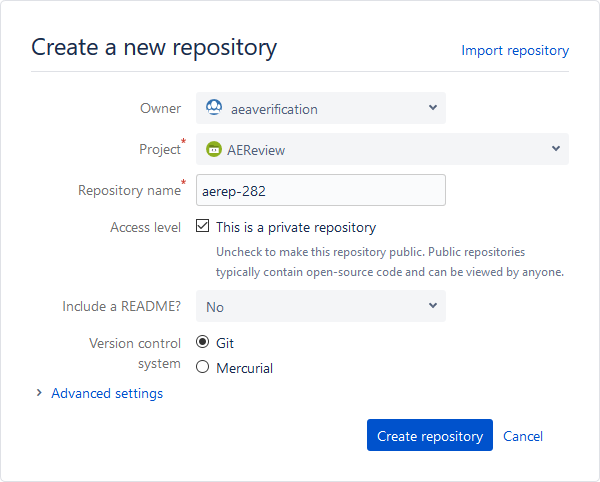 Create a new repository
Import repository
Owner
aeaverification
Project*
AEReview
Repository name*
aerep-282
Access level
This is a private repository
Uncheck to make this repository public. Public repositories
typically contain open-source code and can be viewed by anyone.
Include a README?
No
Version control
system
Git
Mercurial
Advanced settings
Create repository
Cancel